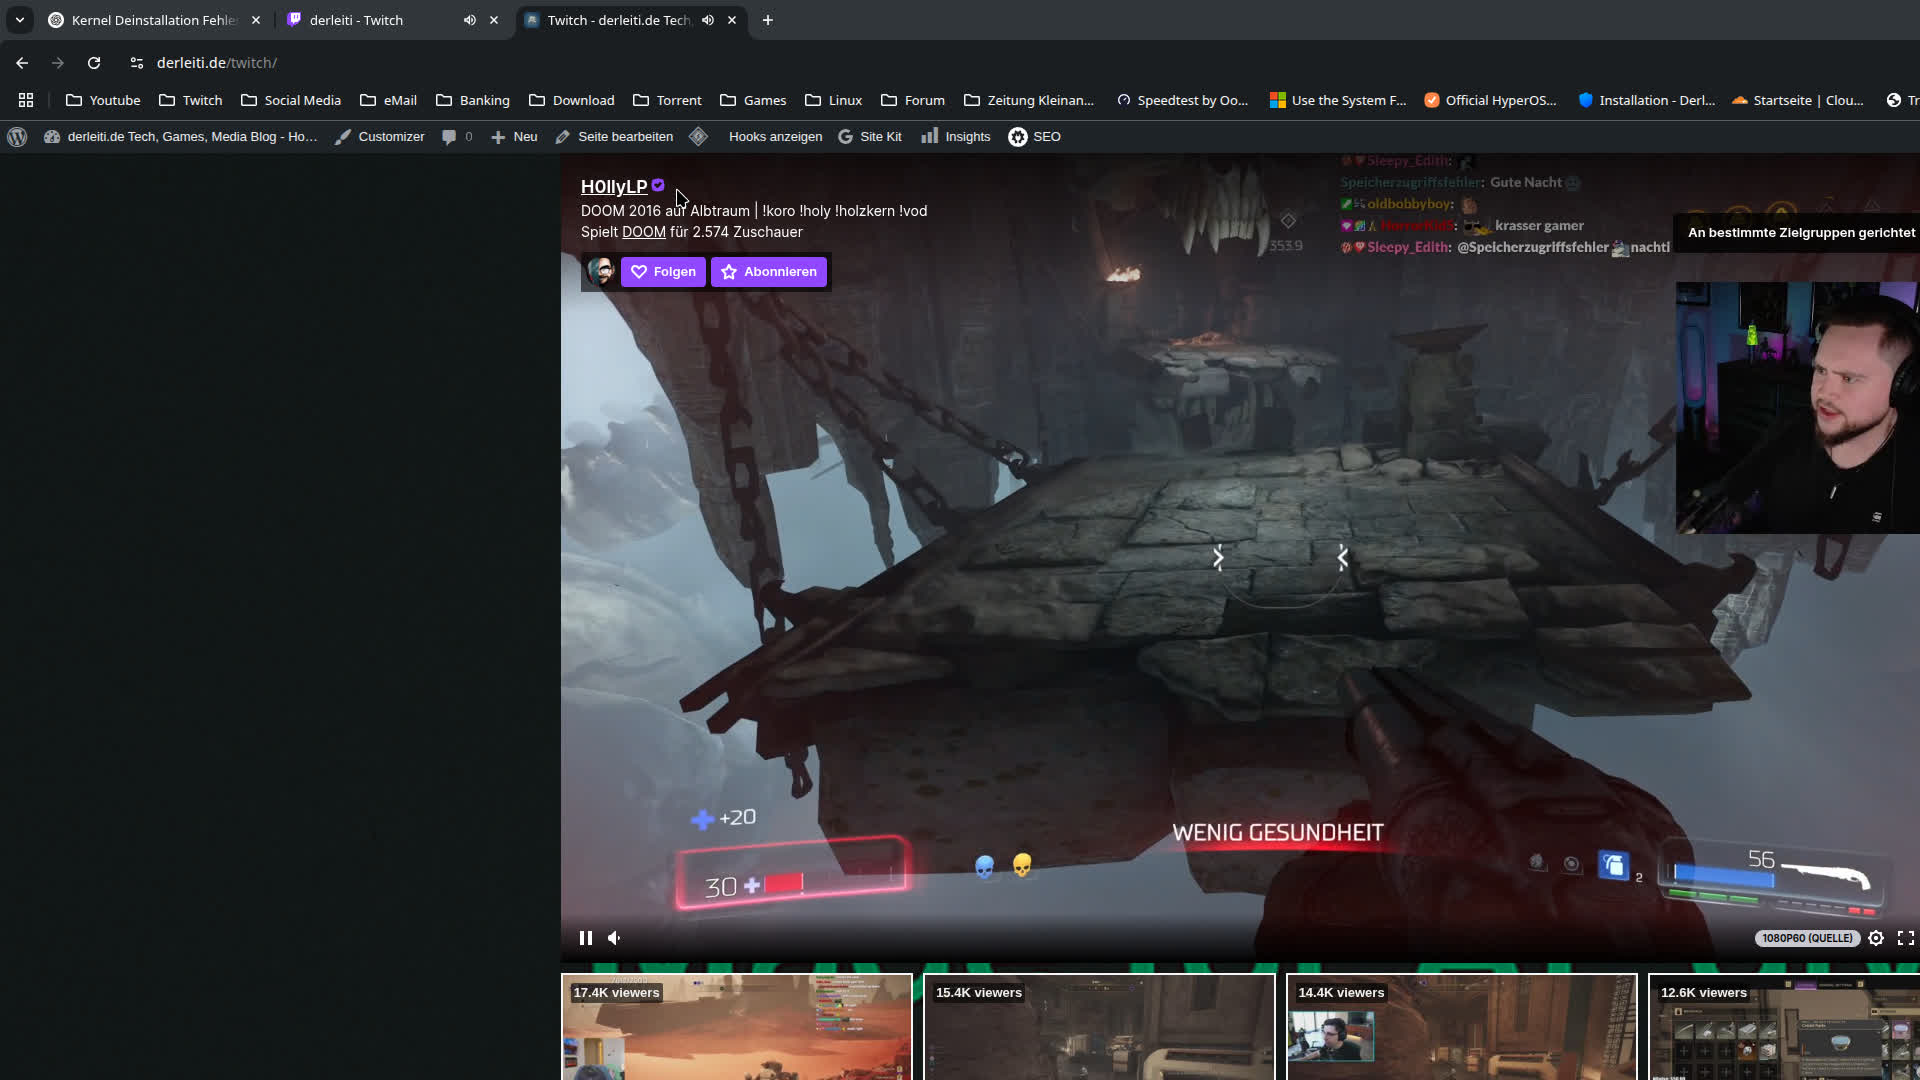 Kernel Deinstallation Fehle
derleiti - Twitch
Twitch - derleiti.de Tech,
derleiti.de/twitch/
Youtube
Twitch
Social Media
eMail
Banking
Download
Torrent
Games
Linux
Forum
Zeitung Kleinan...
Speedtest by Oo...
Use the System F...
Official HyperOS...
Installation - Derl...
Startseite | Clou...
Tr
derleiti.de Tech, Games, Media Blog - Ho...
Customizer
0
Neu
Seite bearbeiten
Hooks anzeigen
Site Kit
Insights
SEO
H0llyLP
DOOM 2016 auf Albtraum | !koro !holy !holzkern !vod
Spielt DOOM für 2.574 Zuschauer
Folgen
Abonnieren
Sleepy_Edith:
Speicherzugriffsfehler: Gute Nacht
oldbobbyboy:
krasser gamer
Sleepy_Edith: @Speicherzugriffsfehler nachti
353.9
An bestimmte Zielgruppen gerichtet
+20
30
WENIG GESUNDHEIT
2
56
1080P60 (QUELLE)
17.4K viewers
15.4K viewers
14.4K viewers
12.6K viewers